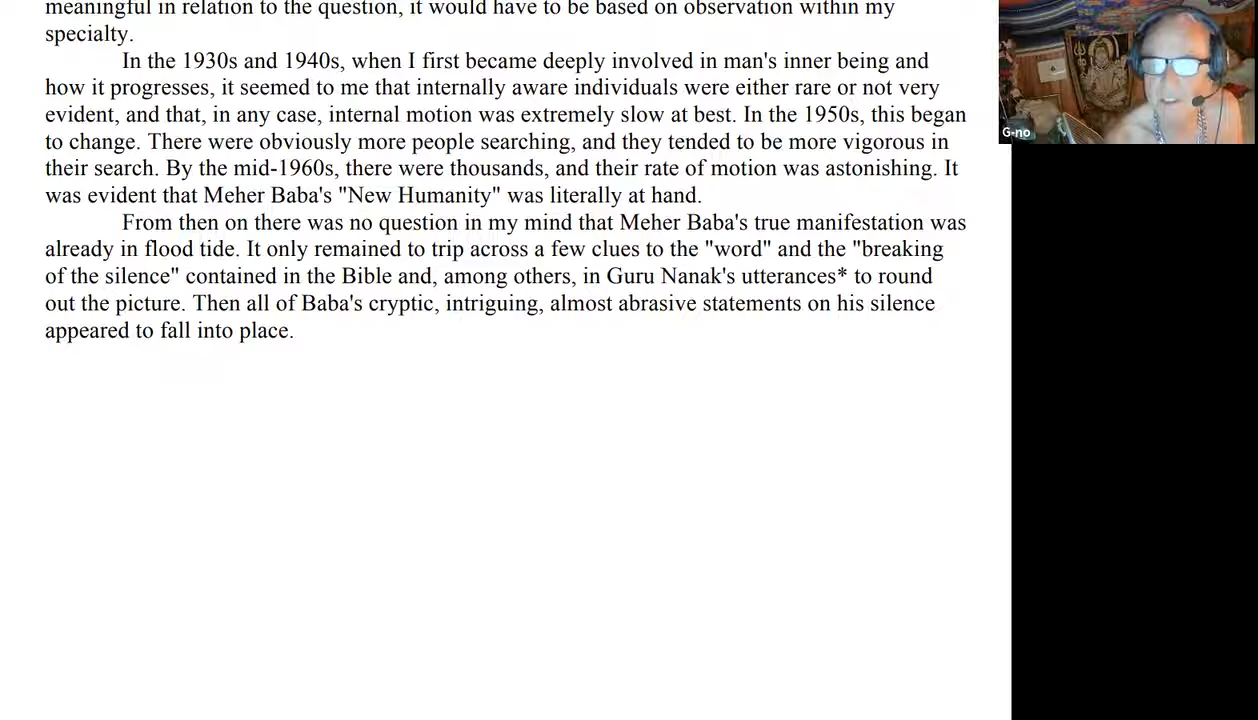 meaningful in relation to the question, it would have to be based on observation within my
specialty.
In the 1930s and 1940s, when I first became deeply involved in man's inner being and
how it progresses, it seemed to me that internally aware individuals were either rare or not very
evident, and that, in any case, internal motion was extremely slow at best. In the 1950s, this began
to change. There were obviously more people searching, and they tended to be more vigorous in
their search. By the mid-1960s, there were thousands, and their rate of motion was astonishing. It
was evident that Meher Baba's "New Humanity" was literally at hand.
From then on there was no question in my mind that Meher Baba's true manifestation was
already in flood tide. It only remained to trip across a few clues to the "word" and the "breaking
of the silence" contained in the Bible and, among others, in Guru Nanak's utterances* to round
out the picture. Then all of Baba's cryptic, intriguing, almost abrasive statements on his silence
appeared to fall into place.
G-no